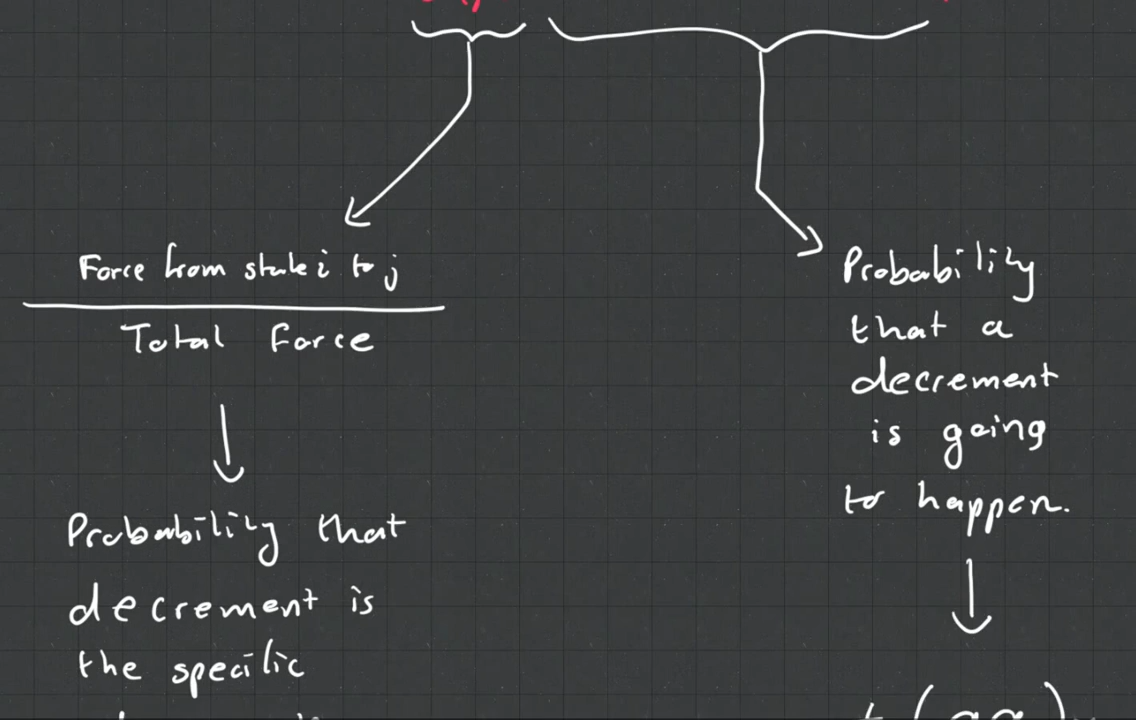 Force from state i to j
Total Force
Probability that
decrement is
the specific
Probability
that a
decrement
is going
to happen.